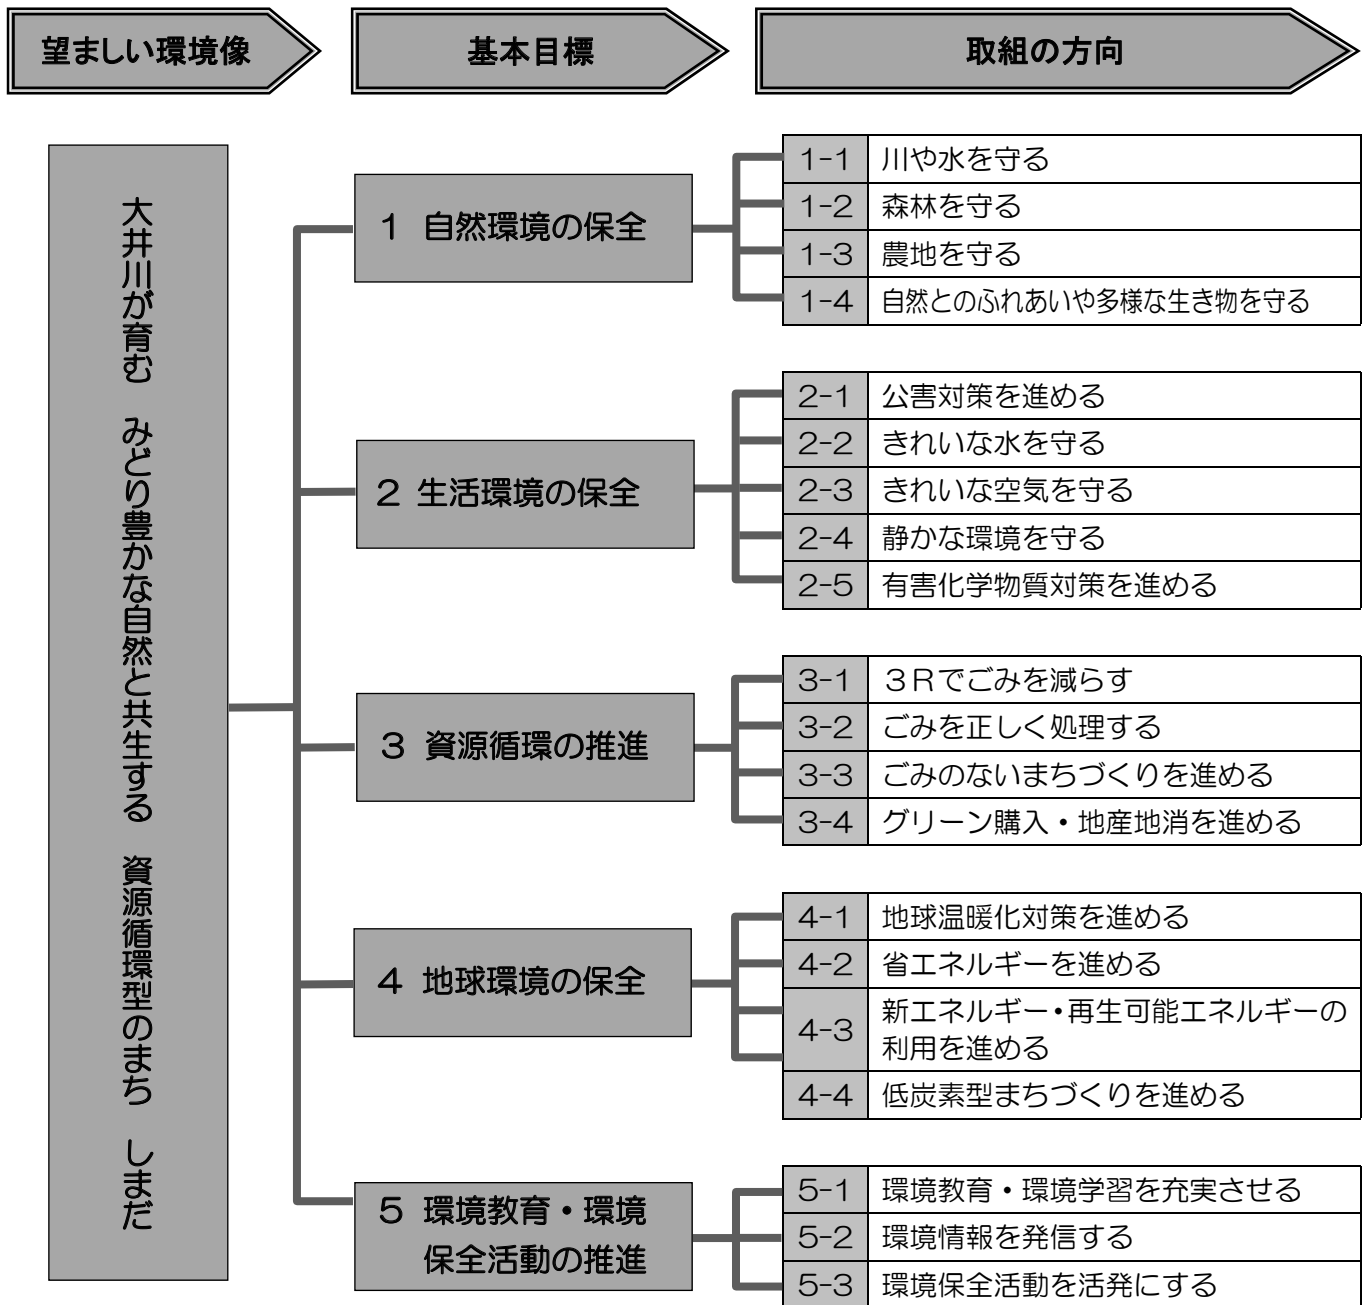 望ましい環境像
基本目標
取組の方向
大井川が育む　みどり豊かな自然と共生する　資源循環型のまち　しまだ
1 自然環境の保全
1-1 川や水を守る
1-2 森林を守る
1-3 農地を守る
1-4 自然とのふれあいや多様な生き物を守る
2 生活環境の保全
2-1 公害対策を進める
2-2 きれいな水を守る
2-3 きれいな空気を守る
2-4 静かな環境を守る
2-5 有害化学物質対策を進める
3 資源循環の推進
3-1 ３Ｒでごみを減らす
3-2 ごみを正しく処理する
3-3 ごみのないまちづくりを進める
3-4 グリーン購入・地産地消を進める
4 地球環境の保全
4-1 地球温暖化対策を進める
4-2 省エネルギーを進める
4-3 新エネルギー・再生可能エネルギーの
利用を進める
4-4 低炭素型まちづくりを進める
5 環境教育・環境
保全活動の推進
5-1 環境教育・環境学習を充実させる
5-2 環境情報を発信する
5-3 環境保全活動を活発にする